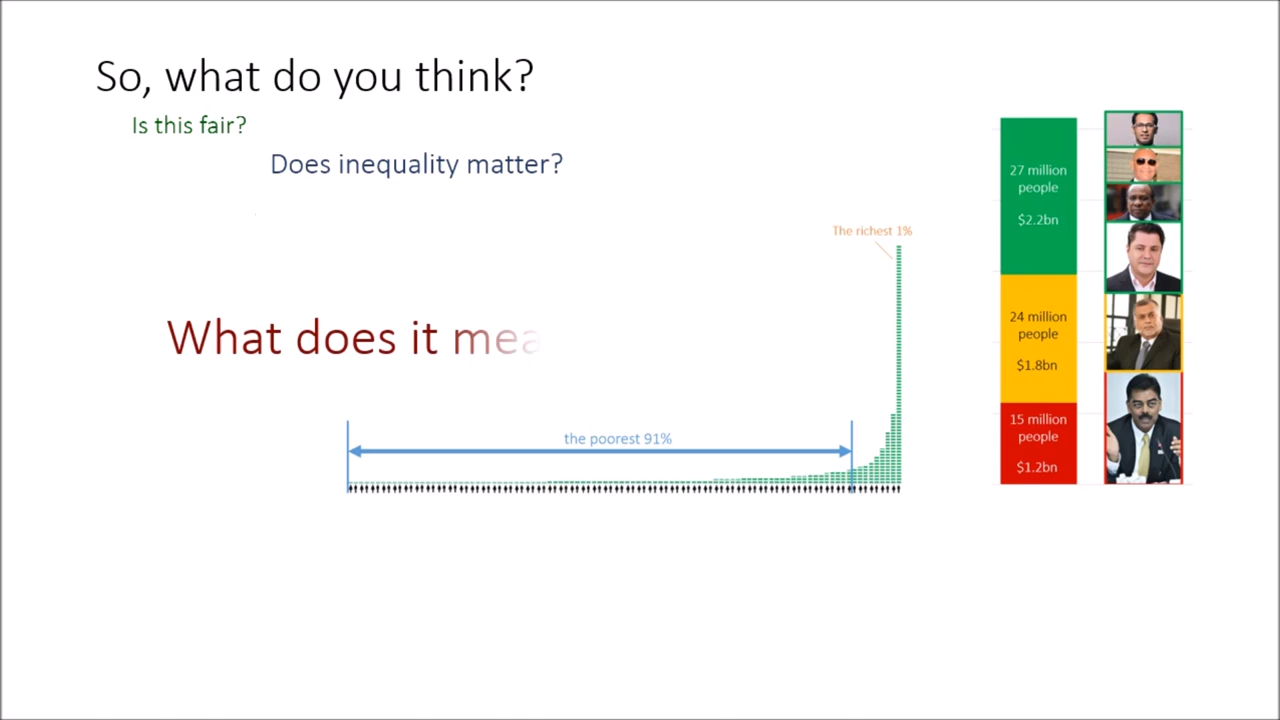 So, what do you think?
Is this fair?
Does inequality matter?
The richest 1%
What does it mea
the poorest 91%
27 million
people
$2.2bn
24 million
people
$1.8bn
15 million
people
$1.2bn